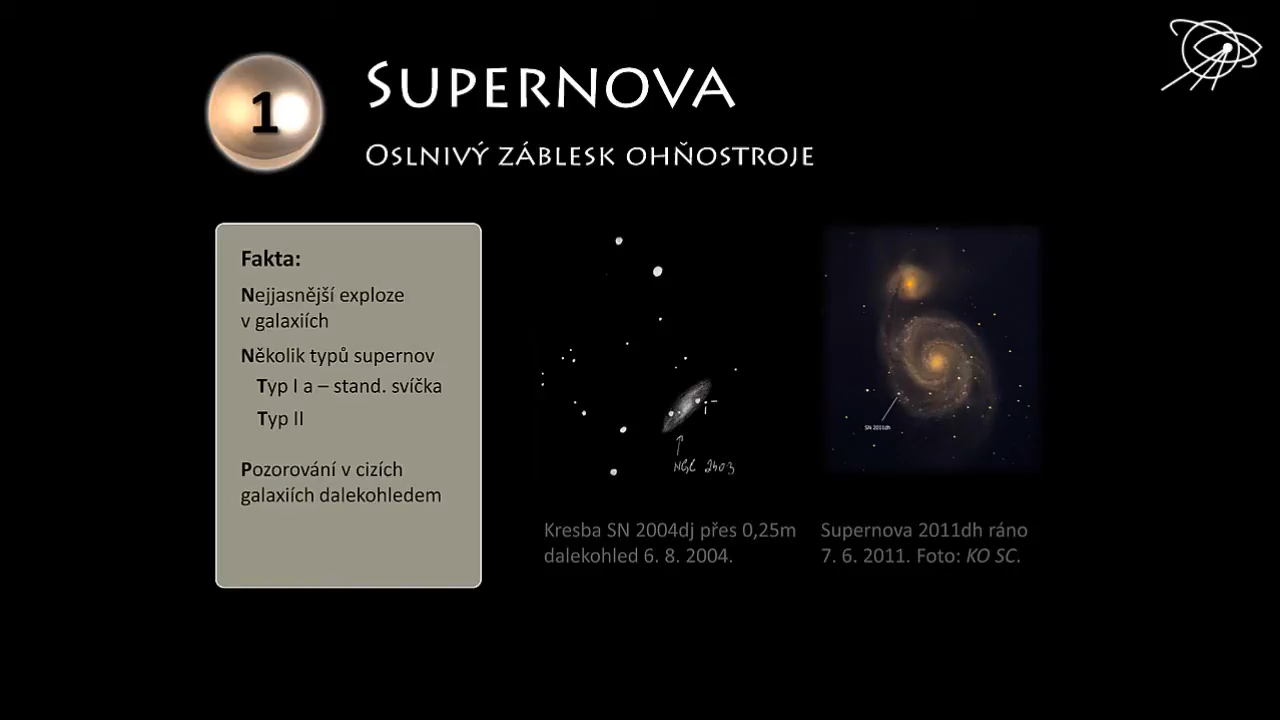 1
SUPERNOVA
OSLNIVÝ ZÁBLESK OHŇOSTROJE
Fakta:
Nejjasnější exploze
v galaxiích
Několik typů supernov
Typ I a – stand. svíčka
Typ II
Pozorování v cizích
galaxiích dalekohledem
NGC 2403
SN 2011dh
Kresba SN 2004dj přes 0,25m
dalekohled 6. 8. 2004.
Supernova 2011dh ráno
7. 6. 2011. Foto: KO SC.